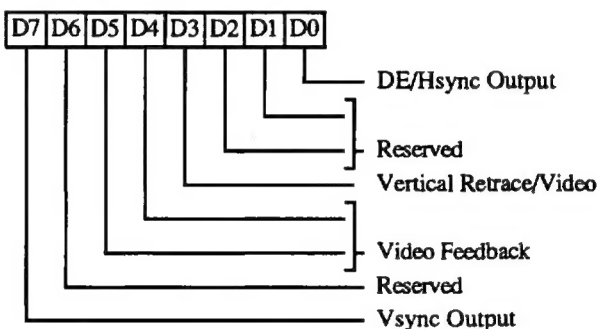 D7 D6 D5 D4 D3 D2 D1 D0
DE/Hsync Output
Reserved
Vertical Retrace/Video
Video Feedback
Reserved
Vsync Output